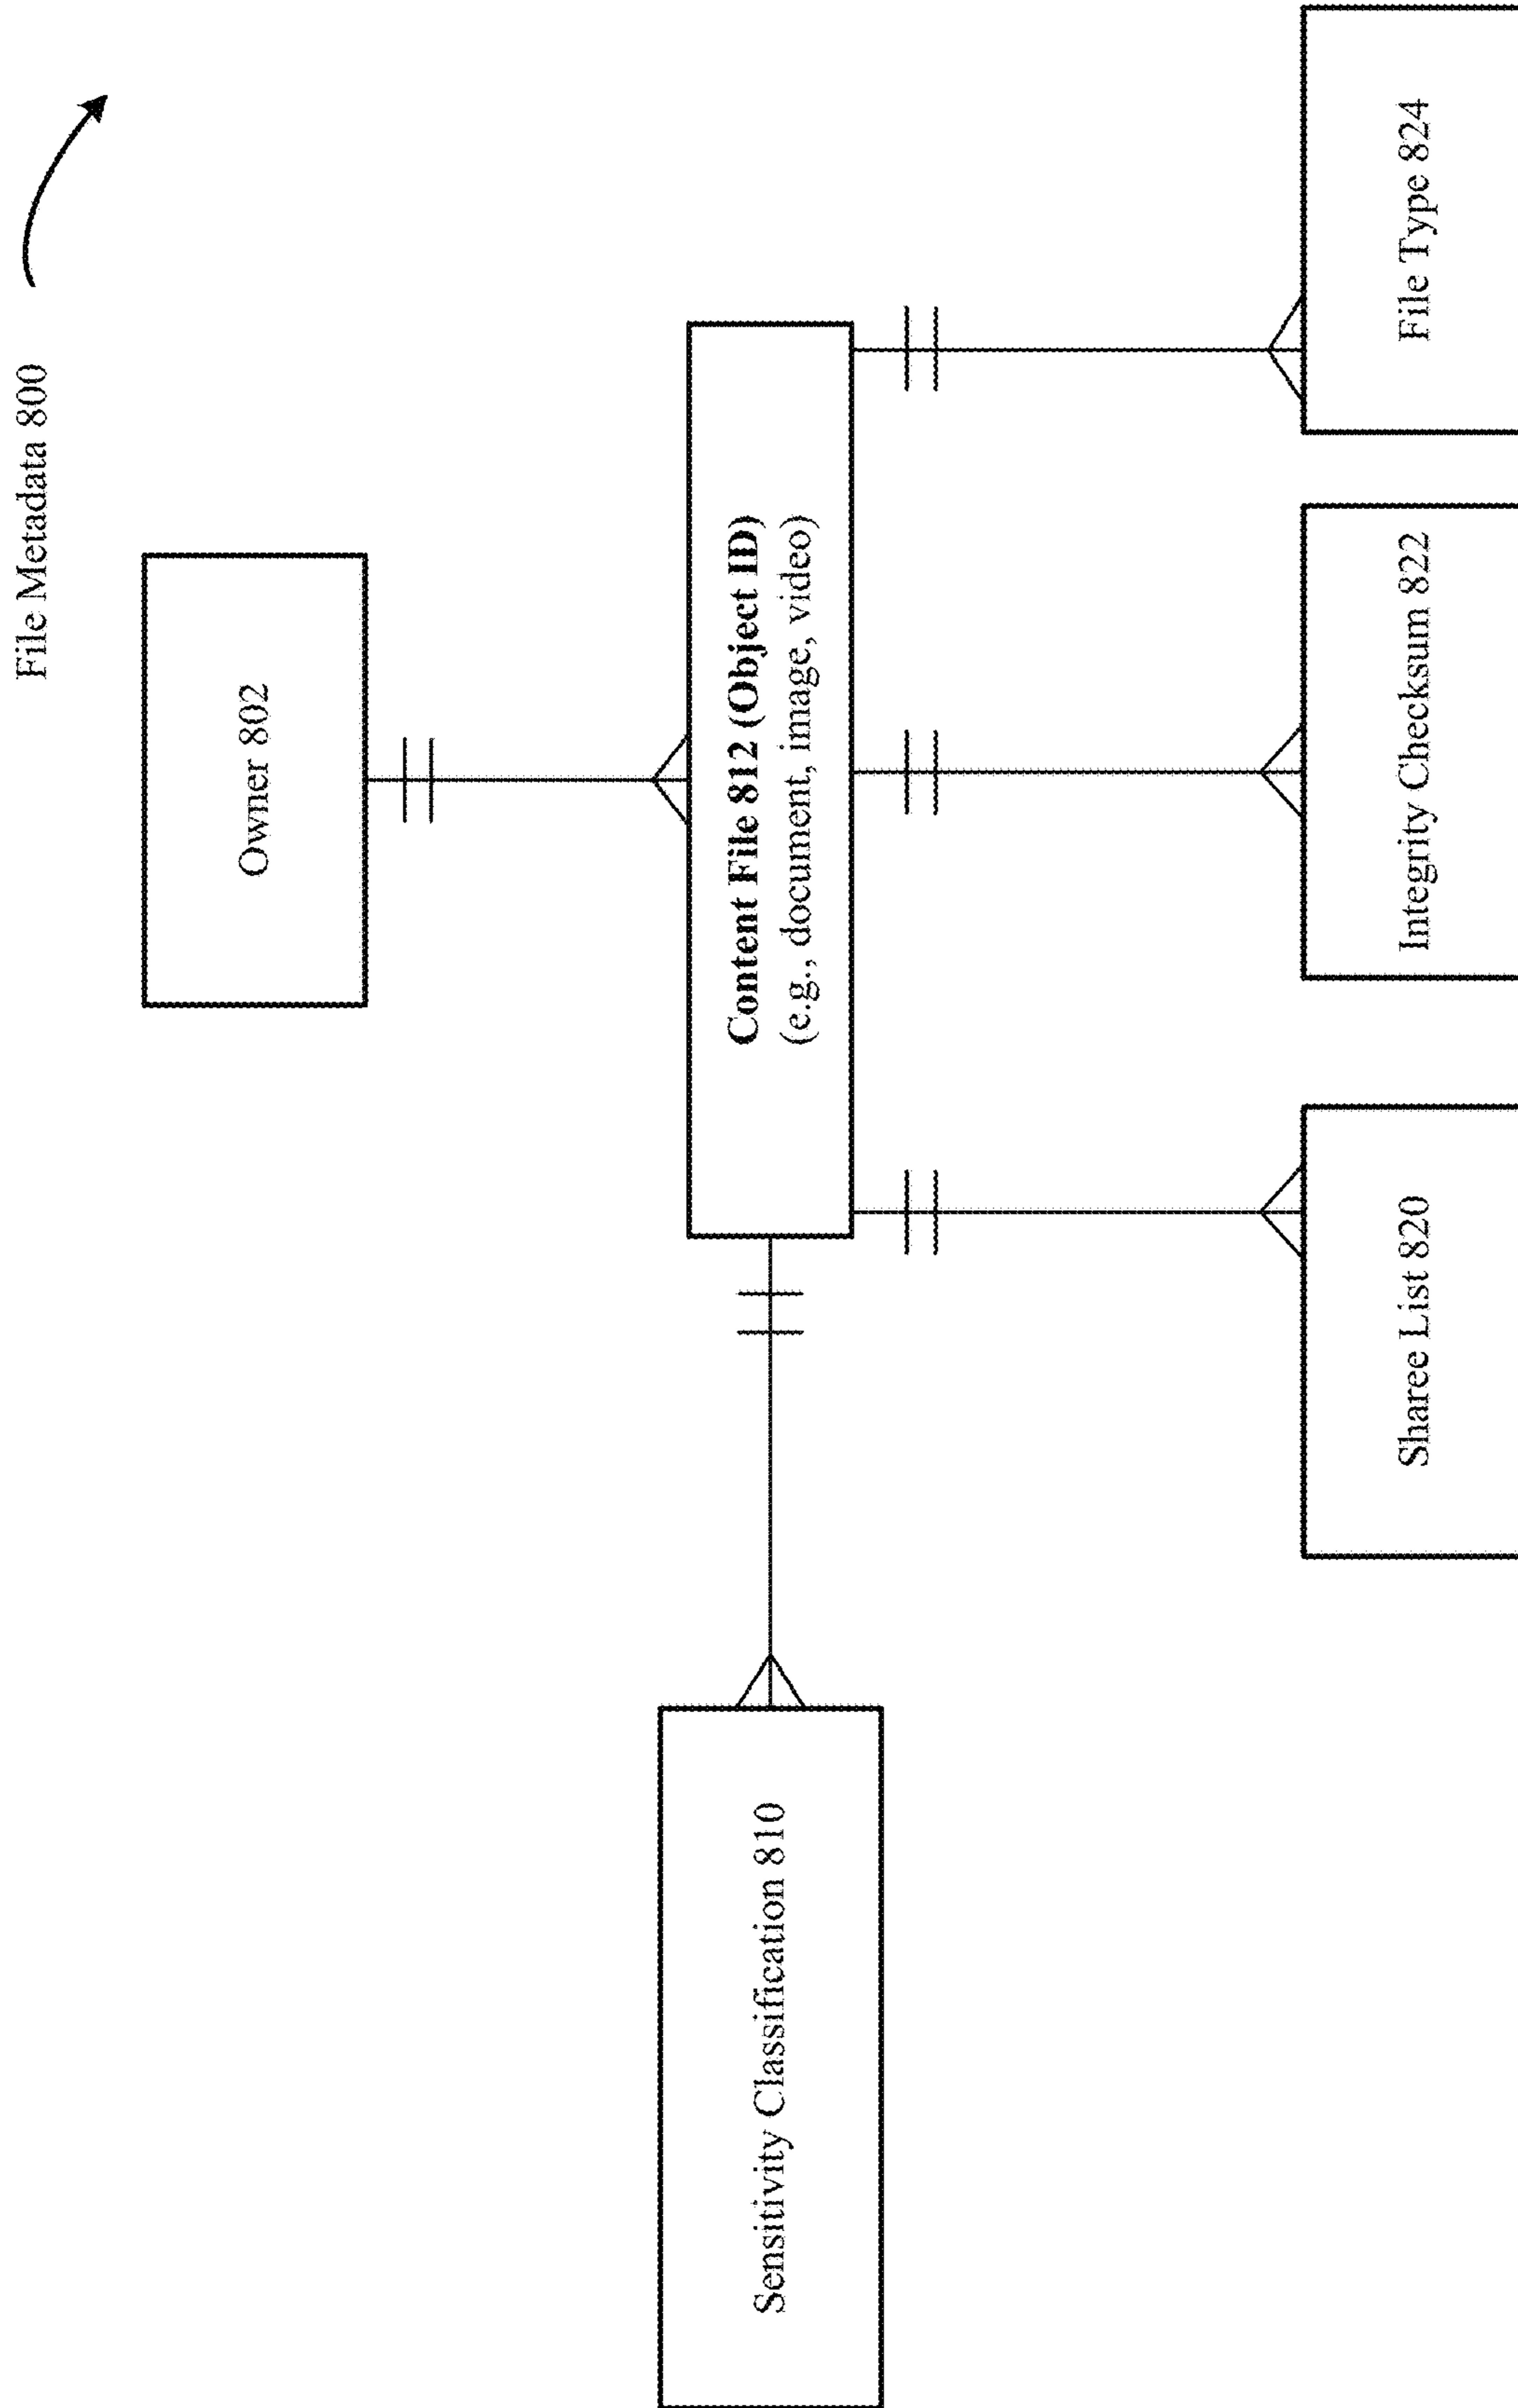 File Metadata 800
Owner 802
Sensitivity Classification 810
Content File 812 (Object ID)
(e.g., document, image, video)
Sharee List 820
Integrity Checksum 822
File Type 824